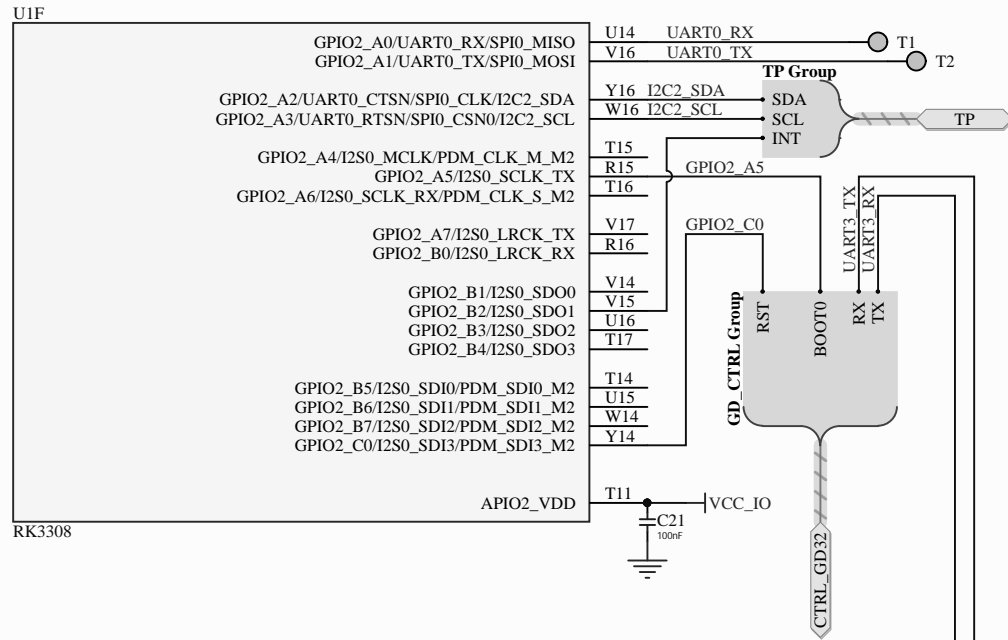 U1F
GPIO2_A0/UART0_RX/SPI0_MISO U14 UART0_RX T1
GPIO2_A1/UART0_TX/SPI0_MOSI V16 UART0_TX T2
TP Group
GPIO2_A2/UART0_CTSN/SPI0_CLK/I2C2_SDA Y16 I2C2_SDA SDA
GPIO2_A3/UART0_RTSN/SPI0_CSN0/I2C2_SCL W16 I2C2_SCL SCL TP
INT
GPIO2_A4/I2S0_MCLK/PDM_CLK_M_M2 T15
GPIO2_A5/I2S0_SCLK_TX R15 GPIO2_A5
GPIO2_A6/I2S0_SCLK_RX/PDM_CLK_S_M2 T16
UART3_TX
UART3_RX
GPIO2_A7/I2S0_LRCK_TX V17 GPIO2_C0
GPIO2_B0/I2S0_LRCK_RX R16
GPIO2_B1/I2S0_SDO0 V14
GPIO2_B2/I2S0_SDO1 V15
GPIO2_B3/I2S0_SDO2 U16
GPIO2_B4/I2S0_SDO3 T17
GD_CTRL Group
RST
BOOT0
RX
TX
GPIO2_B5/I2S0_SDI0/PDM_SDI0_M2 T14
GPIO2_B6/I2S0_SDI1/PDM_SDI1_M2 U15
GPIO2_B7/I2S0_SDI2/PDM_SDI2_M2 W14
GPIO2_C0/I2S0_SDI3/PDM_SDI3_M2 Y14
APIO2_VDD T11 VCC_IO
C21
100nF
CTRL_GD32
RK3308